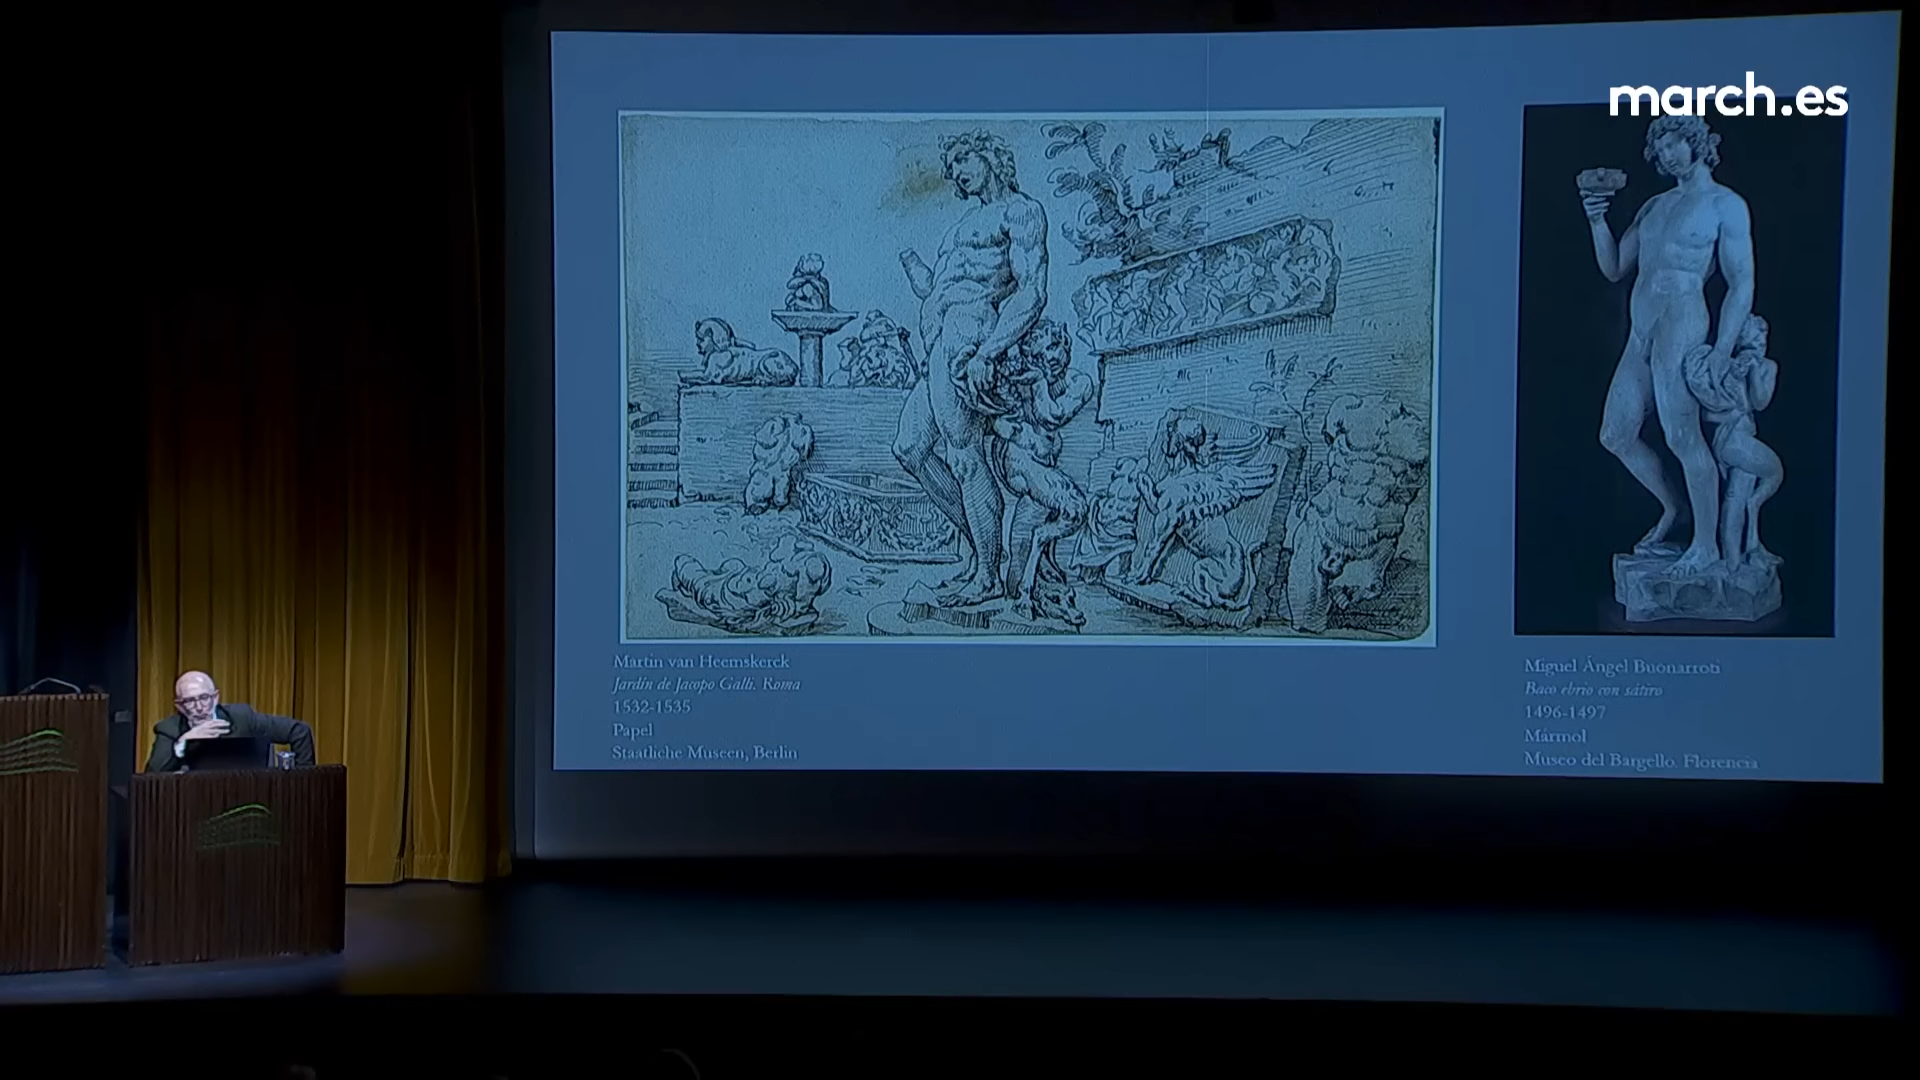 march.es
Martin van Heemskerck
Jardín de Jacopo Galli. Roma
1532-1535
Papel
Staatliche Museen, Berlin
Miguel Ángel Buonarroti
Baco ebrio con sátiro
1496-1497
Mármol
Museo del Bargello. Florencia